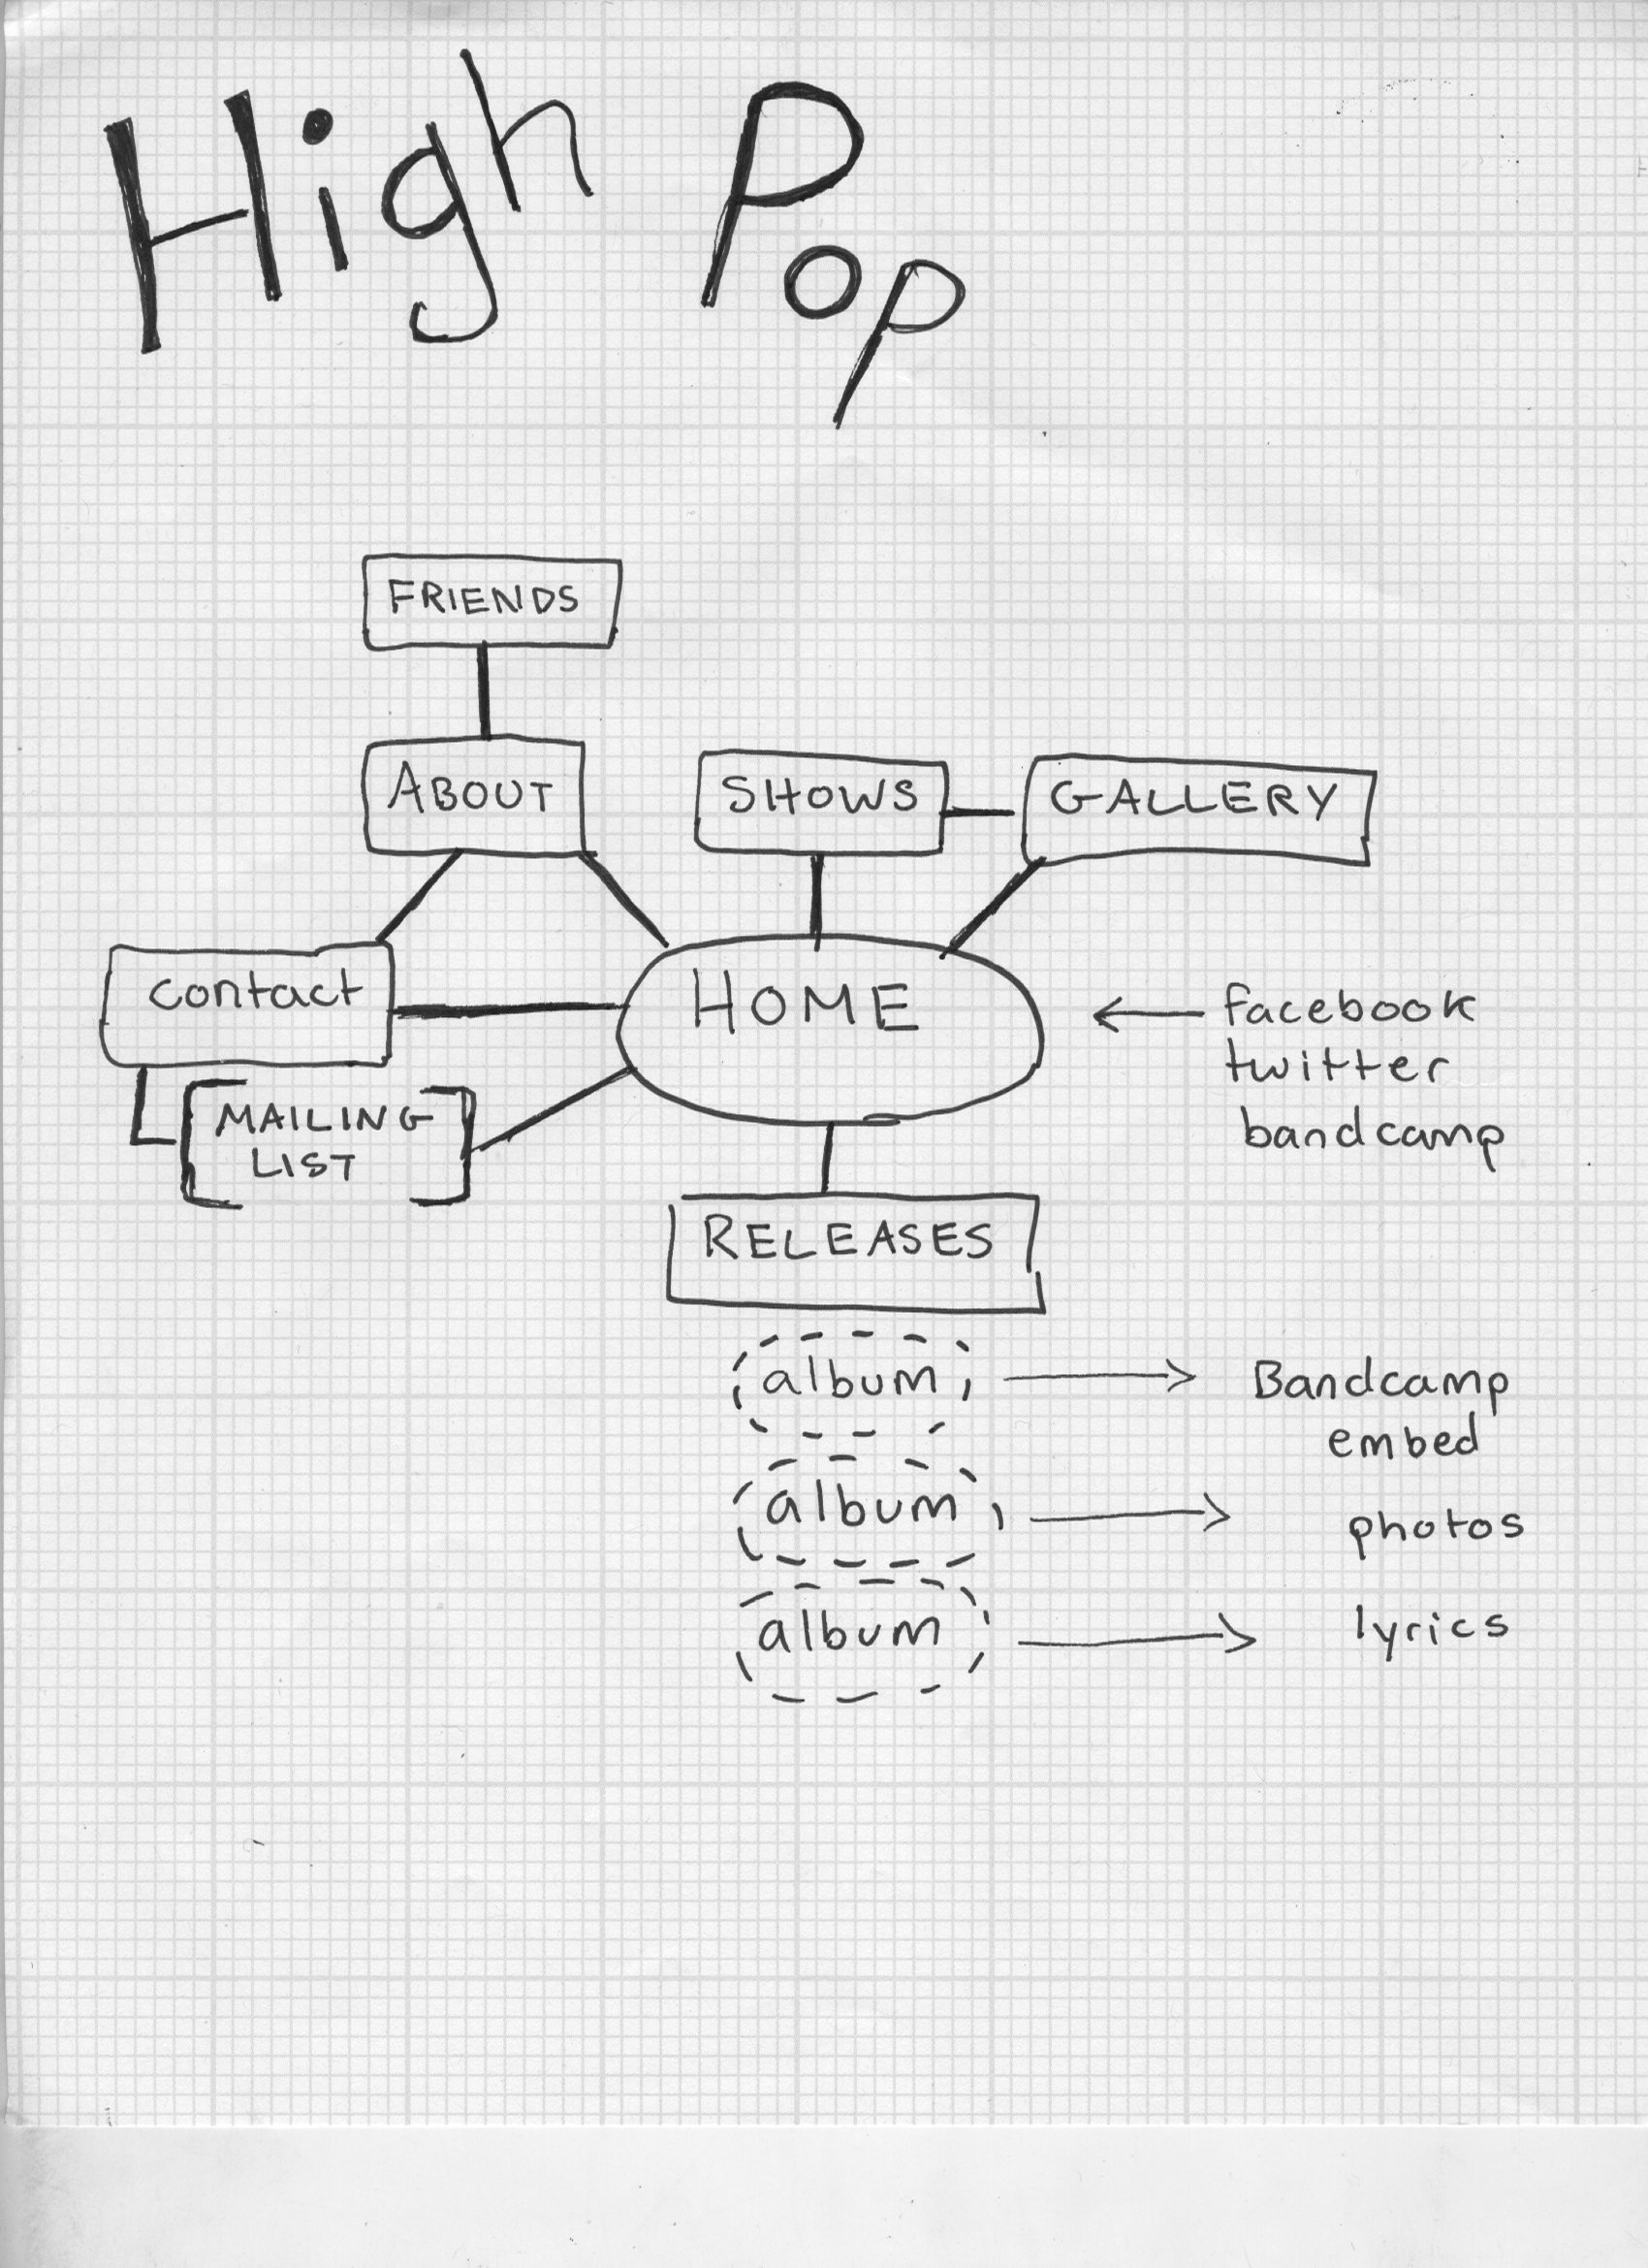 High Pop
FRIENDS
ABOUT
SHOWS
GALLERY
contact
HOME
facebook
twitter
bandcamp
MAILING
LIST
RELEASES
album
Bandcamp
embed
album
photos
album
lyrics